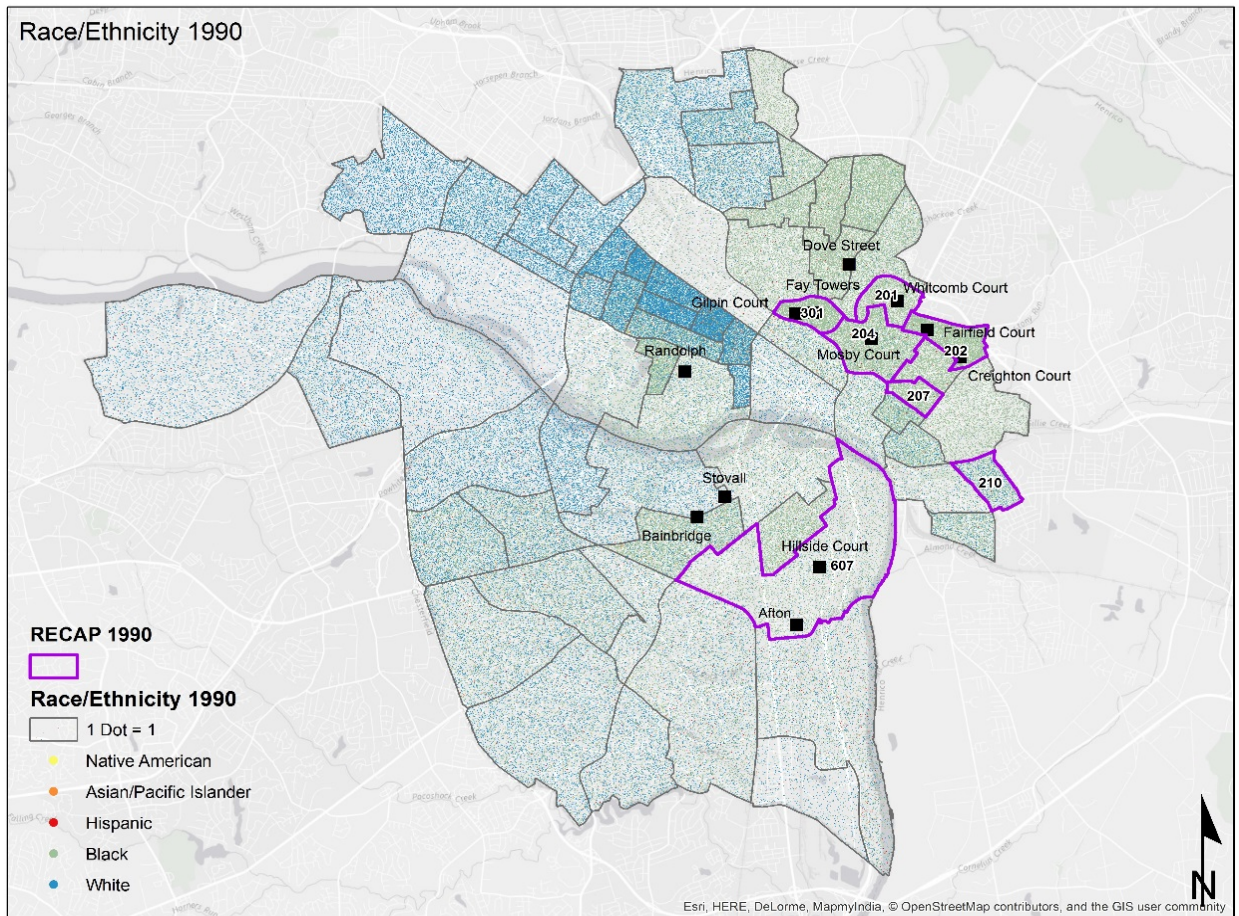 Race/Ethnicity 1990
Henrico
Dove Street
Fay Towers
Gilpin Court
301
201
Whitcomb Court
204
Mosby Court
Fairfield Court
202
Creighton Court
Randolph
207
210
Stovall
Bainbridge
Hillside Court
607
Afton
RECAP 1990
Race/Ethnicity 1990
1 Dot = 1
Native American
Asian/Pacific Islander
Hispanic
Black
White
Pocoshock Creek
N
Esri, HERE, DeLorme, MapmyIndia, © OpenStreetMap contributors, and the GIS user community